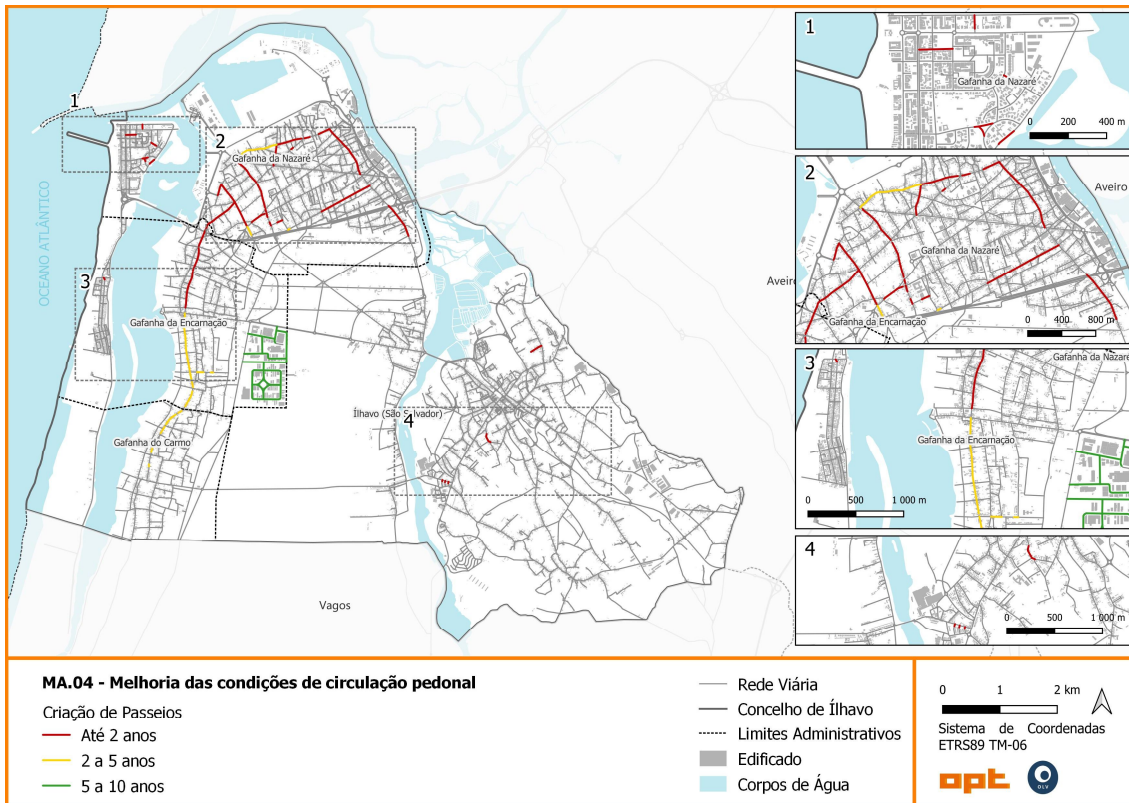 1
2
Gafanha da Nazaré
OCEANO ATLÂNTICO
3
Gafanha da Encarnação
Ílhavo (São Salvador)
4
Gafanha do Carmo
Vagos
1
Gafanha da Nazaré
0 200 400 m
2
Aveiro
Gafanha da Nazaré
Aveiro
Gafanha da Encarnação
0 400 800 m
3
Gafanha da Nazaré
Gafanha da Encarnação
0 500 1 000 m
4
0 500 1 000 m
MA.04 - Melhoria das condições de circulação pedonal
Criação de Passeios
Até 2 anos
2 a 5 anos
5 a 10 anos
Rede Viária
Concelho de Ílhavo
Limites Administrativos
Edificado
Corpos de Água
0 1 2 km
Sistema de Coordenadas
ETRS89 TM-06
opt
OLV